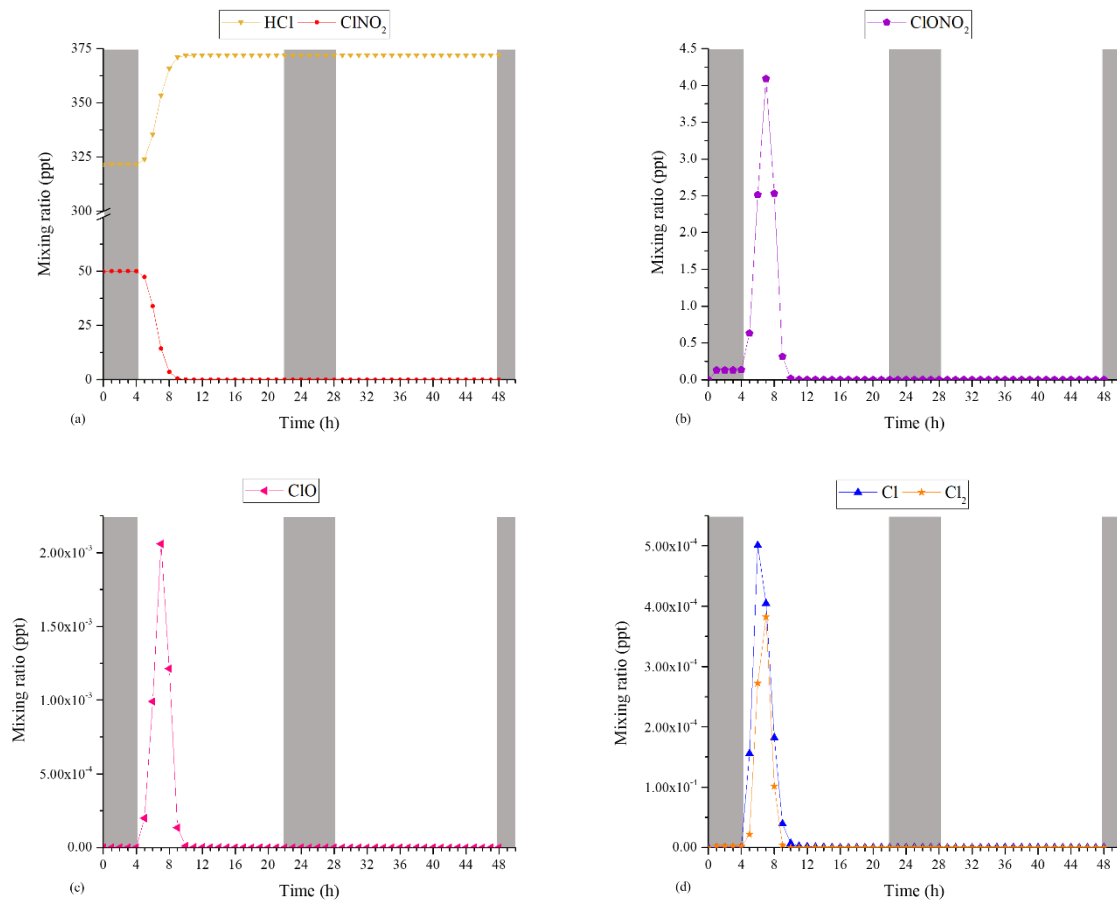 HCl ClNO₂
375
350
325
300
50
25
0
Mixing ratio (ppt)
0 4 8 12 16 20 24 28 32 36 40 44 48
(a)
Time (h)
ClONO₂
4.5
4.0
3.5
3.0
2.5
2.0
1.5
1.0
0.5
0.0
Mixing ratio (ppt)
0 4 8 12 16 20 24 28 32 36 40 44 48
(b)
Time (h)
ClO
2.00x10⁻³
1.50x10⁻³
1.00x10⁻³
5.00x10⁻⁴
0.00
Mixing ratio (ppt)
0 4 8 12 16 20 24 28 32 36 40 44 48
(c)
Time (h)
Cl Cl₂
5.00x10⁻⁴
4.00x10⁻⁴
3.00x10⁻⁴
2.00x10⁻⁴
1.00x10⁻⁴
0.00
Mixing ratio (ppt)
0 4 8 12 16 20 24 28 32 36 40 44 48
(d)
Time (h)